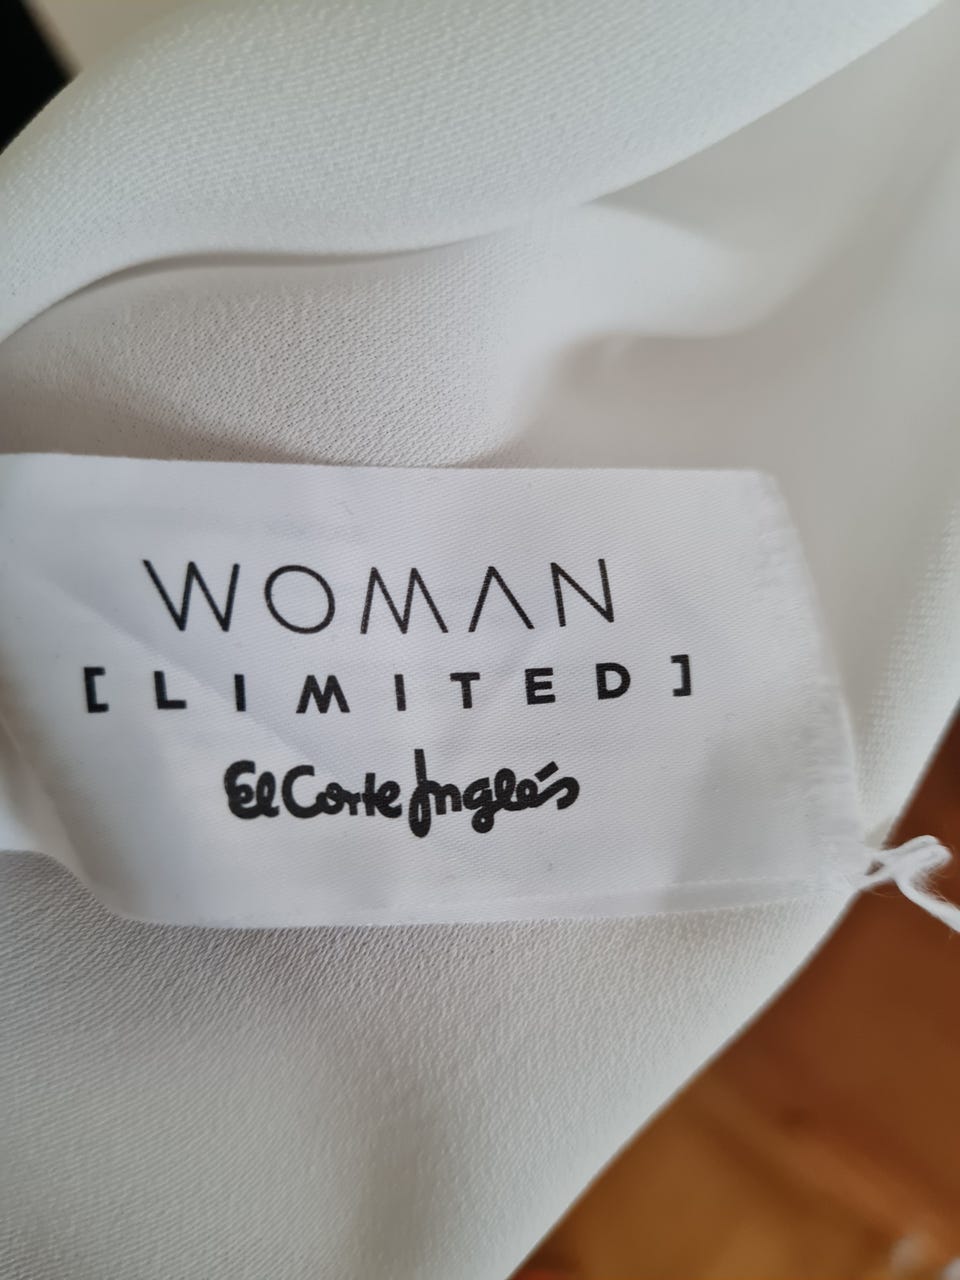 WOMAN
[LIMITED]
El Corte Inglés